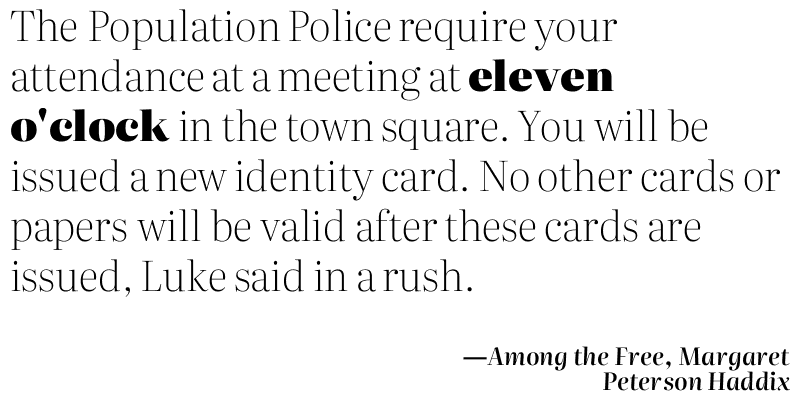 The Population Police require your
attendance at a meeting at eleven
o'clock in the town square. You will be
issued a new identity card. No other cards or
papers will be valid after these cards are
issued, Luke said in a rush.
—Among the Free, Margaret
Peterson Haddix